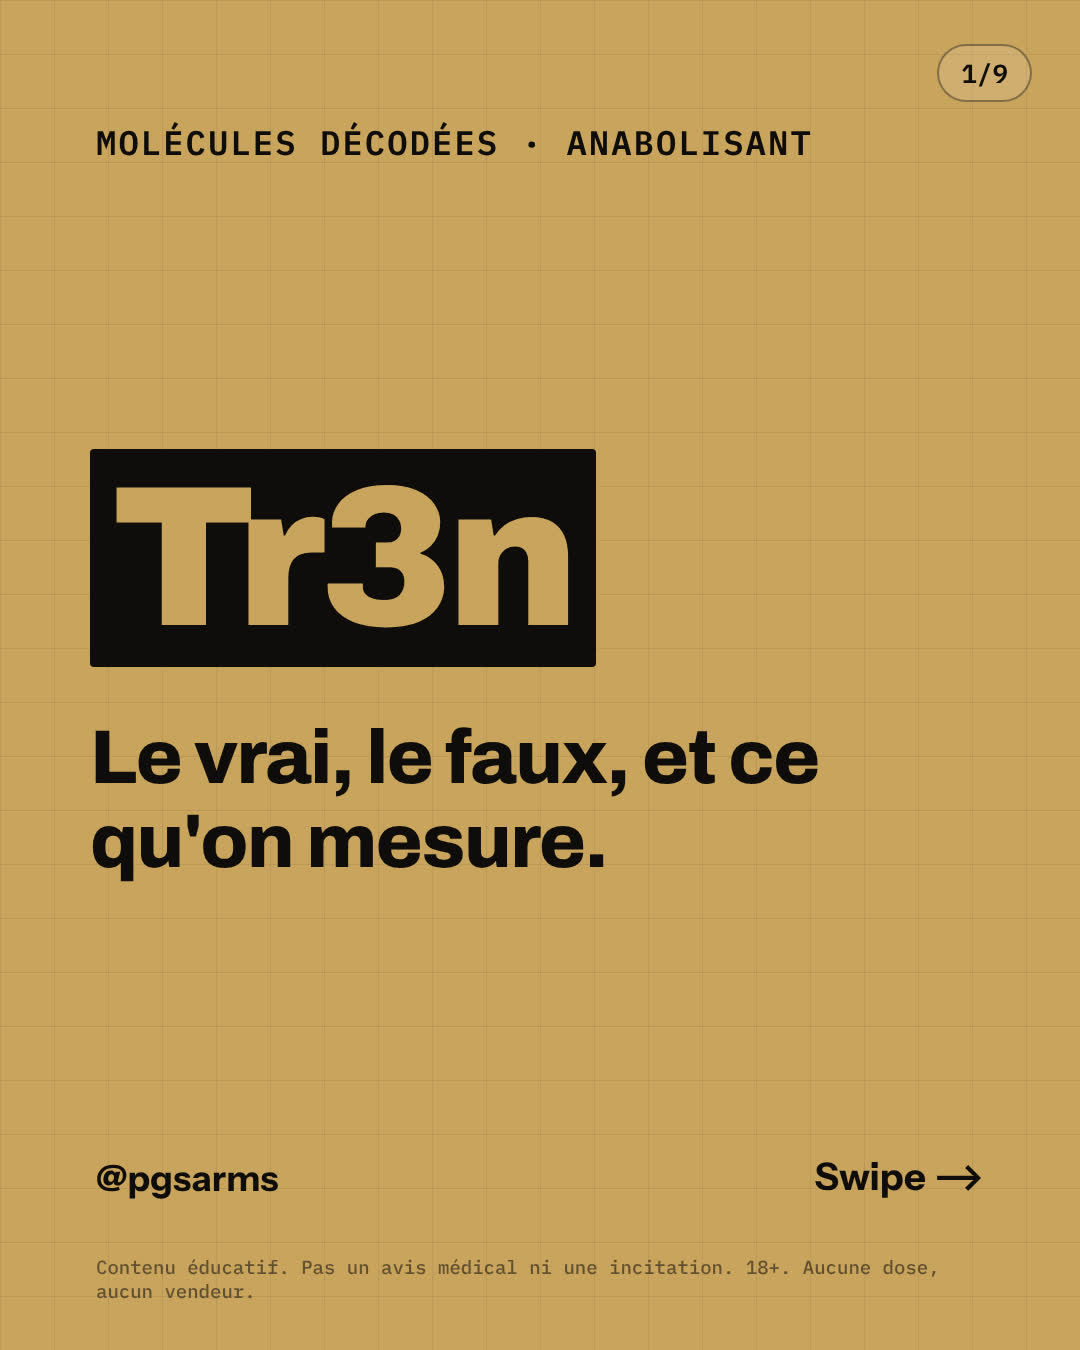 1/9
MOLÉCULES DÉCODÉES · ANABOLISANT
Tr3n
Le vrai, le faux, et ce
qu'on mesure.
@pgsarms
Swipe →
Contenu éducatif. Pas un avis médical ni une incitation. 18+. Aucune dose,
aucun vendeur.